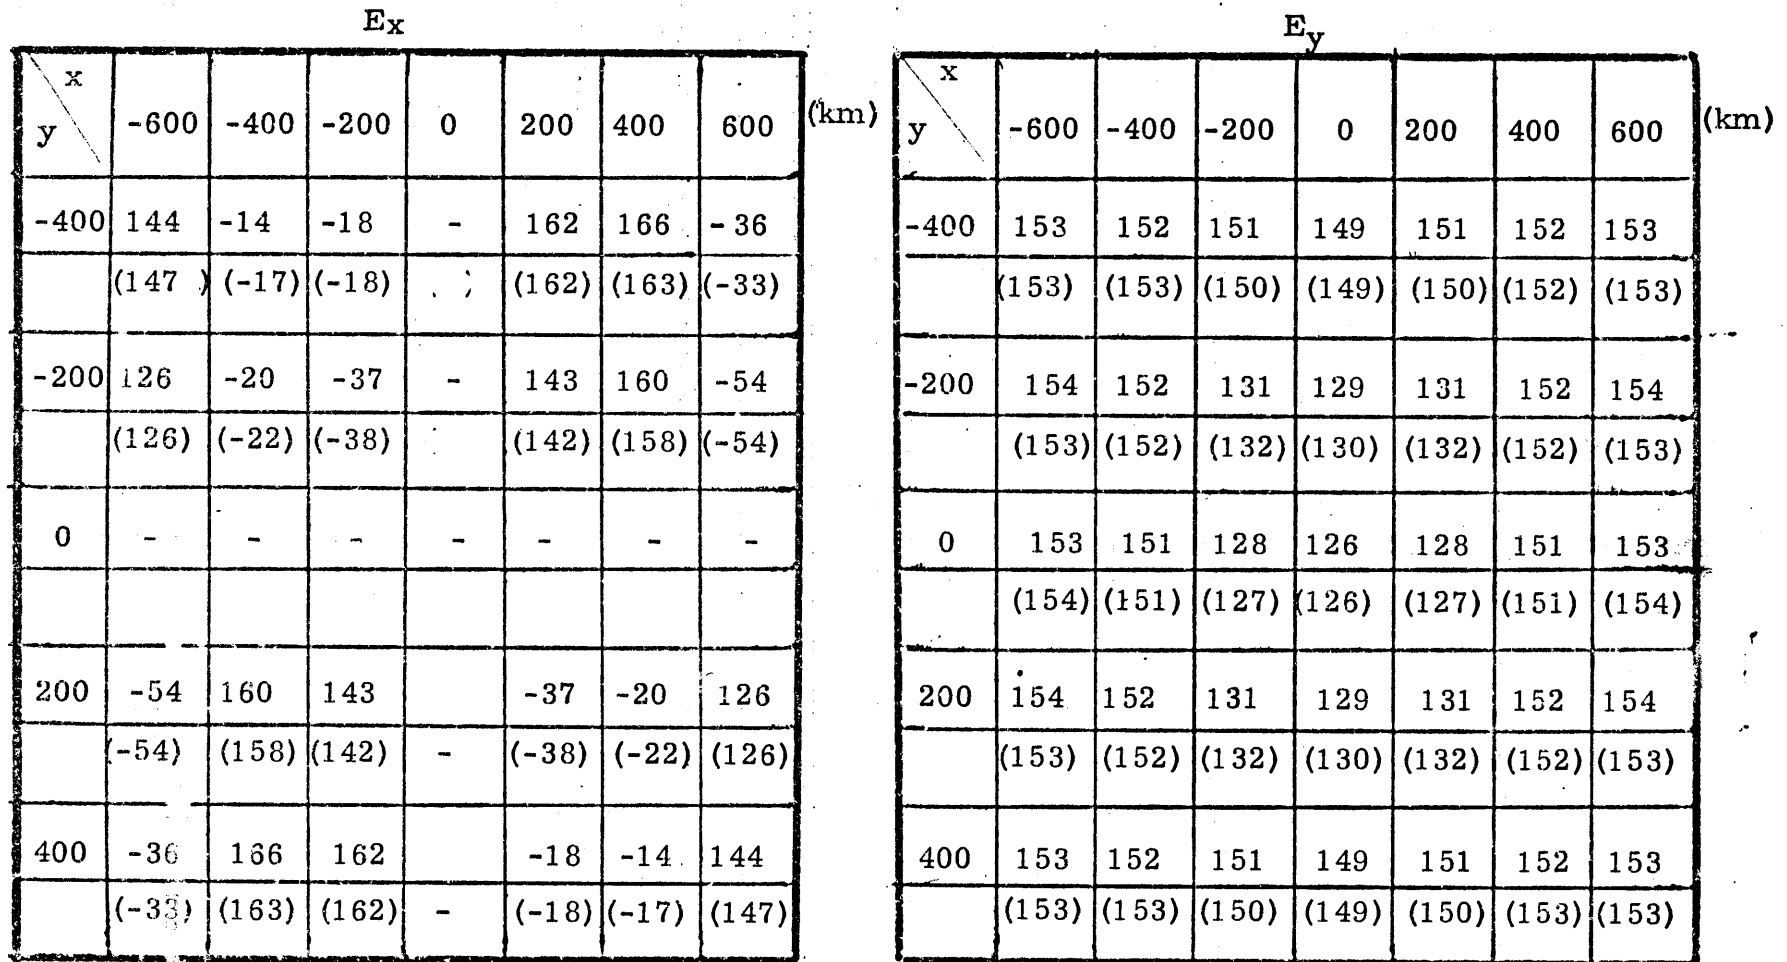 Ex
x
y -600 -400 -200 0 200 400 600 (km)
-400 144 -14 -18 - 162 166 -36
(147 ) (-17) (-18) ) (162) (163) (-33)
-200 126 -20 -37 - 143 160 -54
(126) (-22) (-38) (142) (158) (-54)
0 - - - - - - -
200 -54 160 143 -37 -20 126
(-54) (158) (142) - (-38) (-22) (126)
400 -36 166 162 -18 -14 144
(-33) (163) (162) - (-18) (-17) (147)
Ey
x
y -600 -400 -200 0 200 400 600 (km)
-400 153 152 151 149 151 152 153
(153) (153) (150) (149) (150) (152) (153)
-200 154 152 131 129 131 152 154
(153) (152) (132) (130) (132) (152) (153)
0 153 151 128 126 128 151 153
(154) (151) (127) (126) (127) (151) (154)
200 154 152 131 129 131 152 154
(153) (152) (132) (130) (132) (152) (153)
400 153 152 151 149 151 152 153
(153) (153) (150) (149) (150) (153) (153)